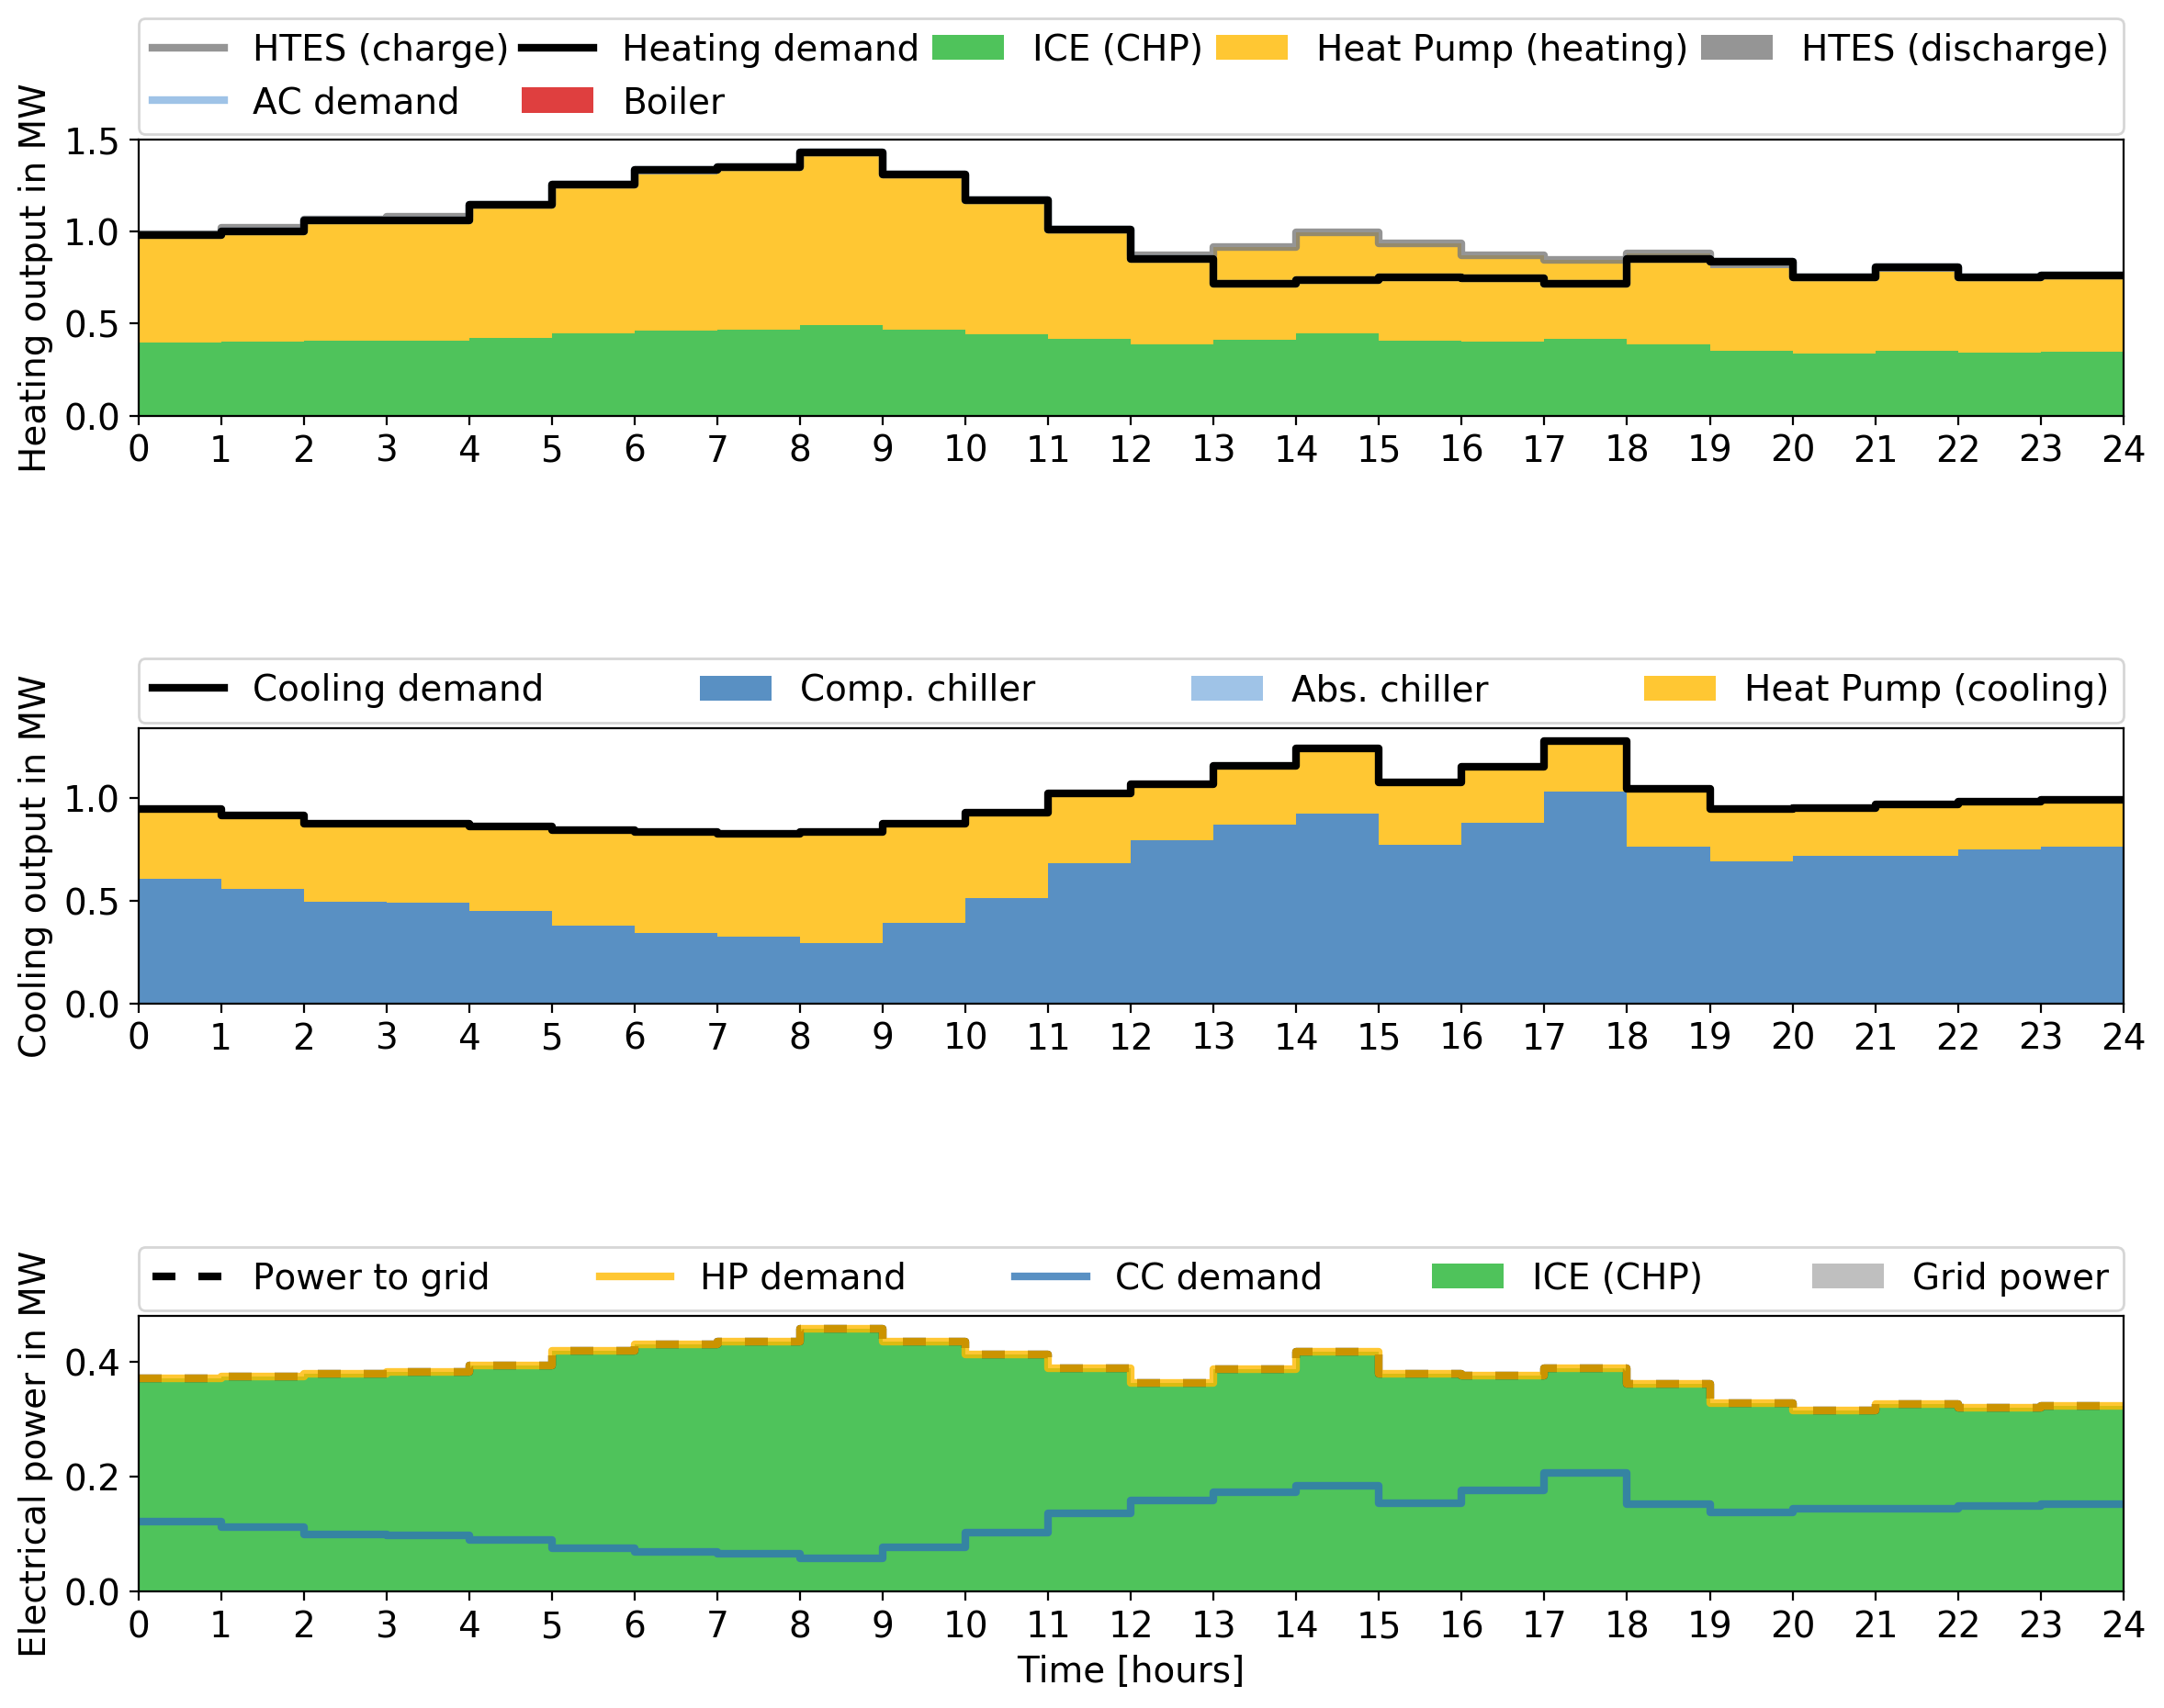 HTES (charge) Heating demand ICE (CHP) Heat Pump (heating) HTES (discharge)
AC demand Boiler
Heating output in MW
1.5
1.0
0.5
0.0
0 1 2 3 4 5 6 7 8 9 10 11 12 13 14 15 16 17 18 19 20 21 22 23 24
Cooling demand Comp. chiller Abs. chiller Heat Pump (cooling)
Cooling output in MW
1.0
0.5
0.0
0 1 2 3 4 5 6 7 8 9 10 11 12 13 14 15 16 17 18 19 20 21 22 23 24
Power to grid HP demand CC demand ICE (CHP) Grid power
Electrical power in MW
0.4
0.2
0.0
0 1 2 3 4 5 6 7 8 9 10 11 12 13 14 15 16 17 18 19 20 21 22 23 24
Time [hours]